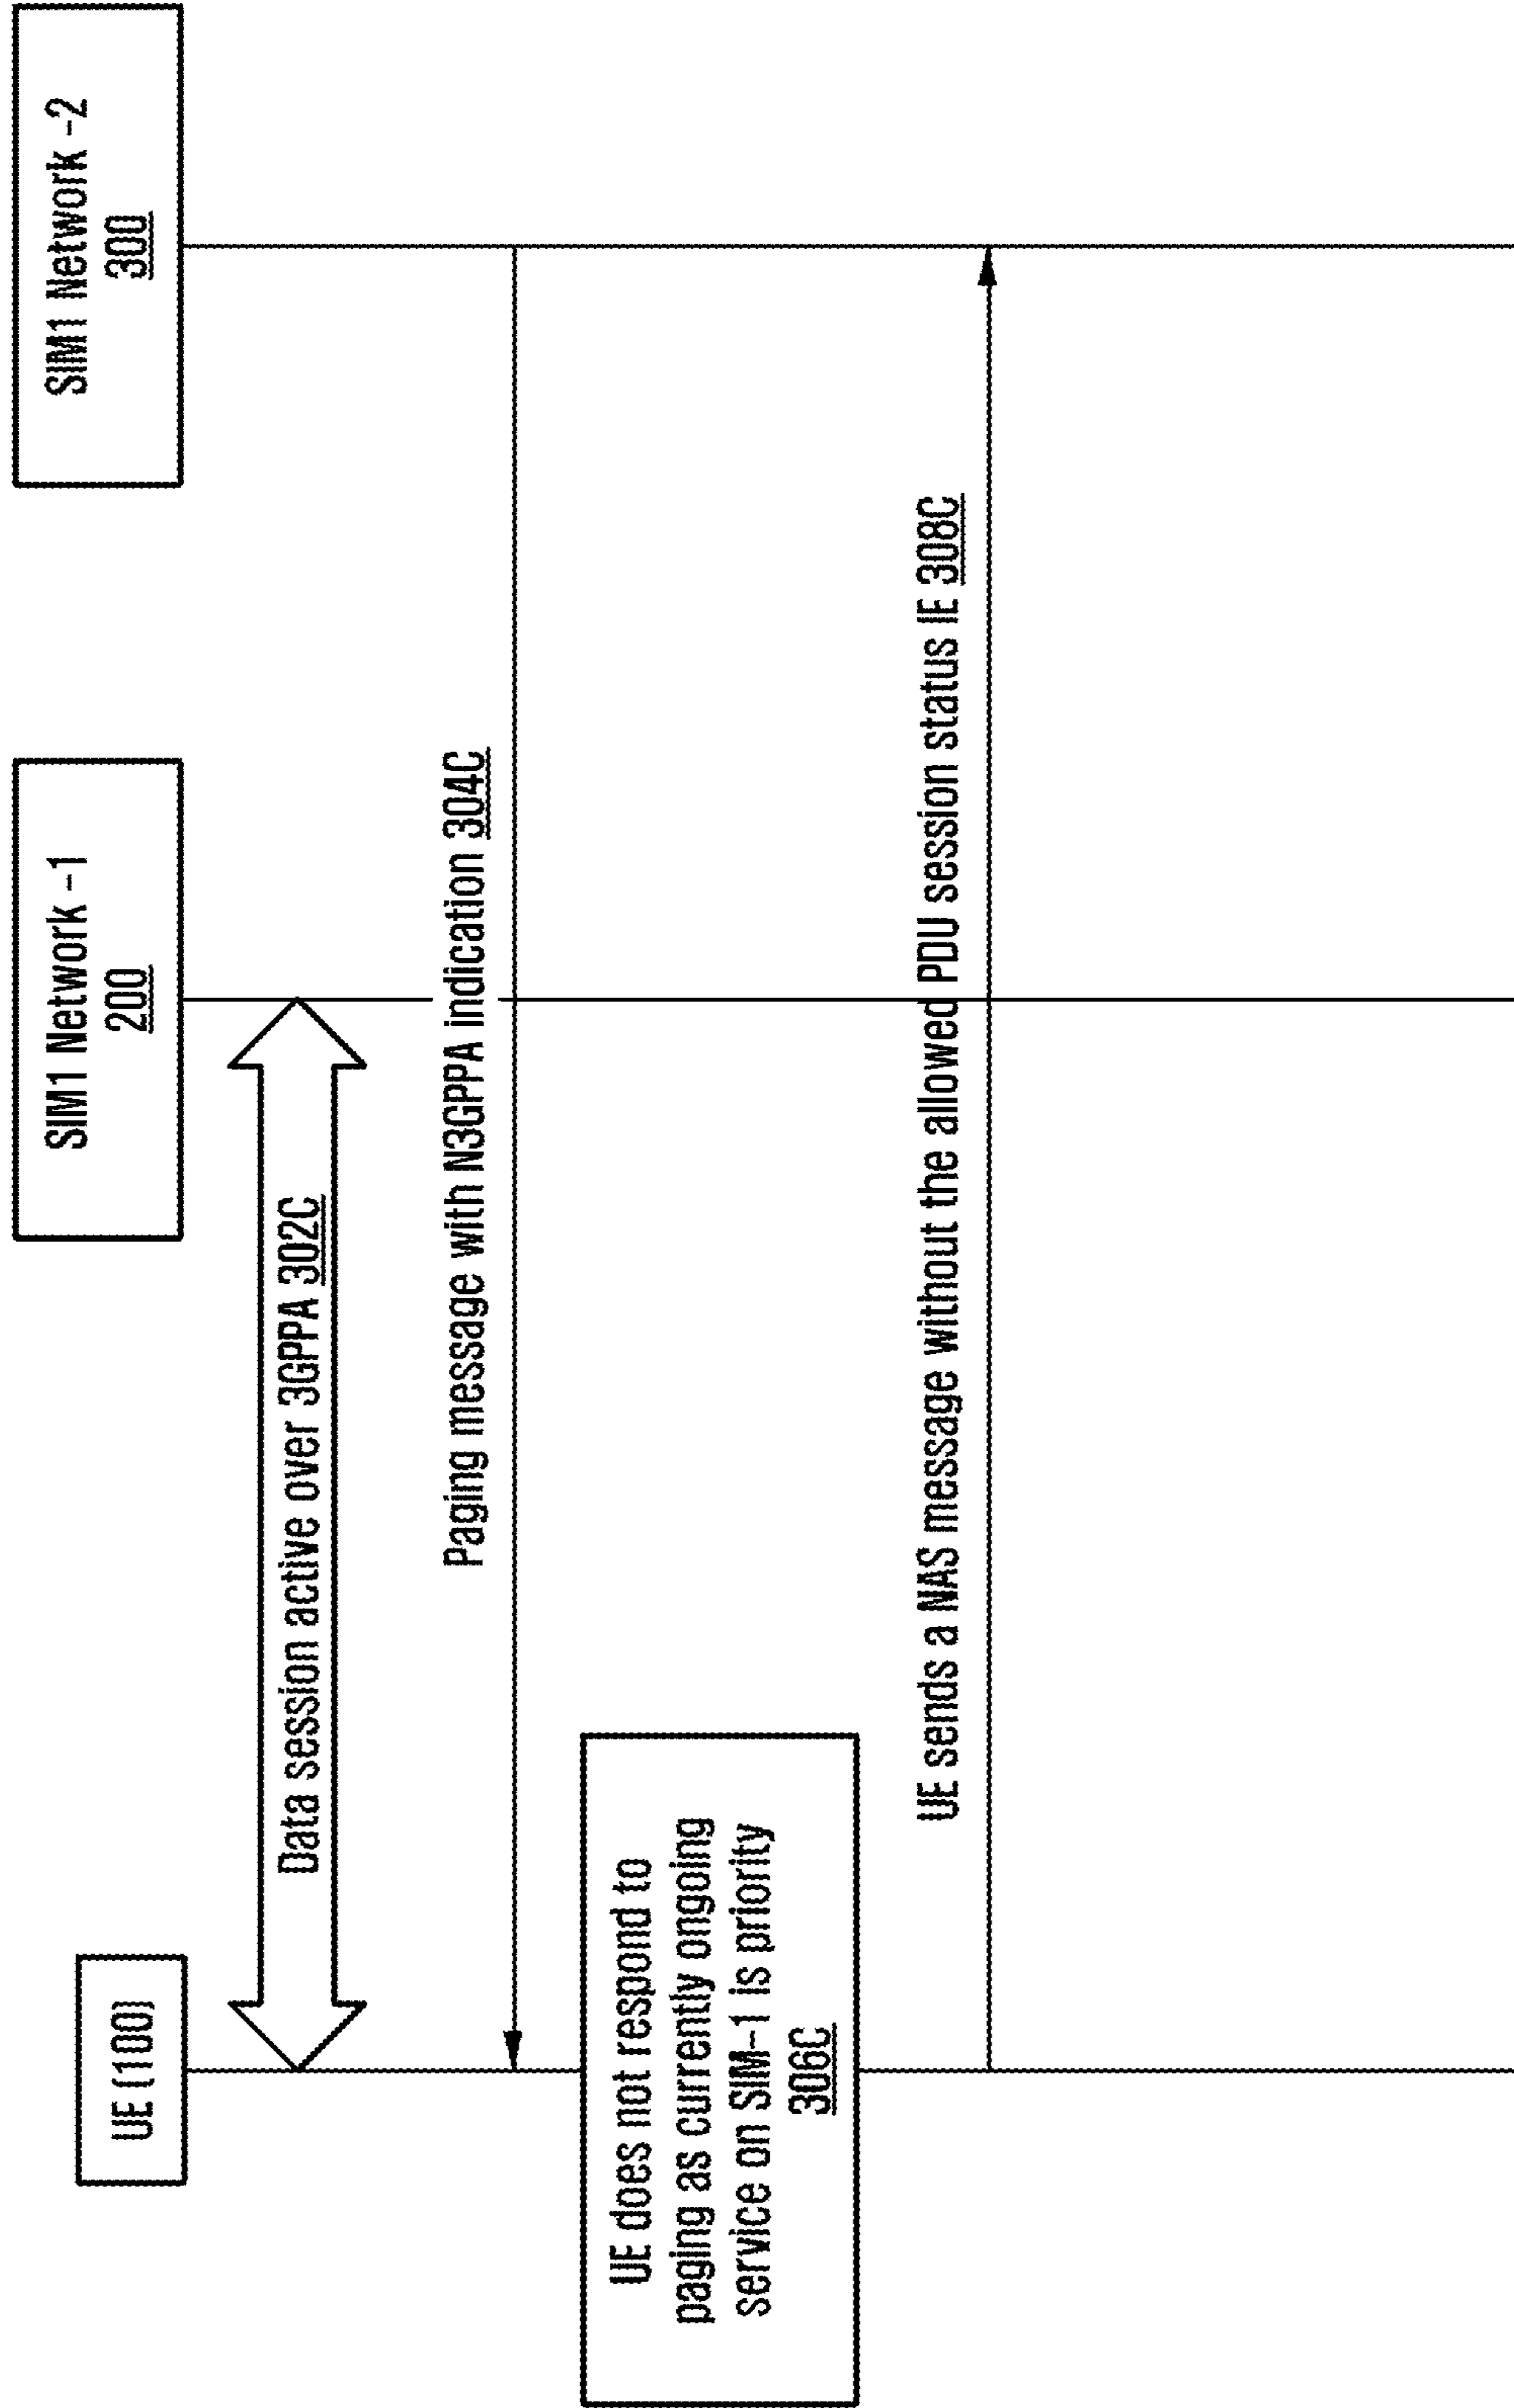 UE (100)
SIM1 Network -1
200
SIM1 Network -2
300
Data session active over 3GPPA 302C
Paging message with N3GPPA indication 304C
UE does not respond to
paging as currently ongoing
service on SIM-1 is priority
306C
UE sends a NAS message without the allowed PDU session status IE 308C